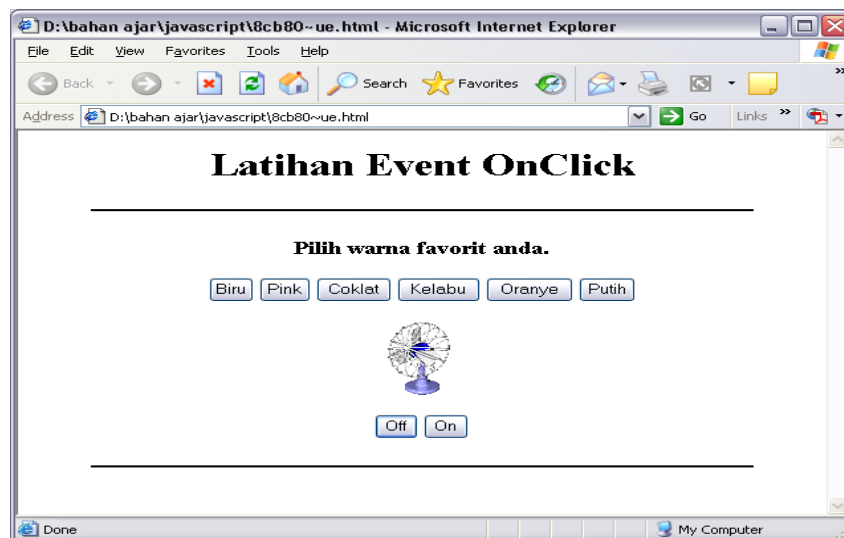 D:\bahan ajar\javascript\8cb80~ue.html - Microsoft Internet Explorer
File Edit View Favorites Tools Help
Back Search Favorites »
Address D:\bahan ajar\javascript\8cb80~ue.html Go Links »
Latihan Event OnClick
Pilih warna favorit anda.
Biru Pink Coklat Kelabu Oranye Putih
Off On
Done My Computer